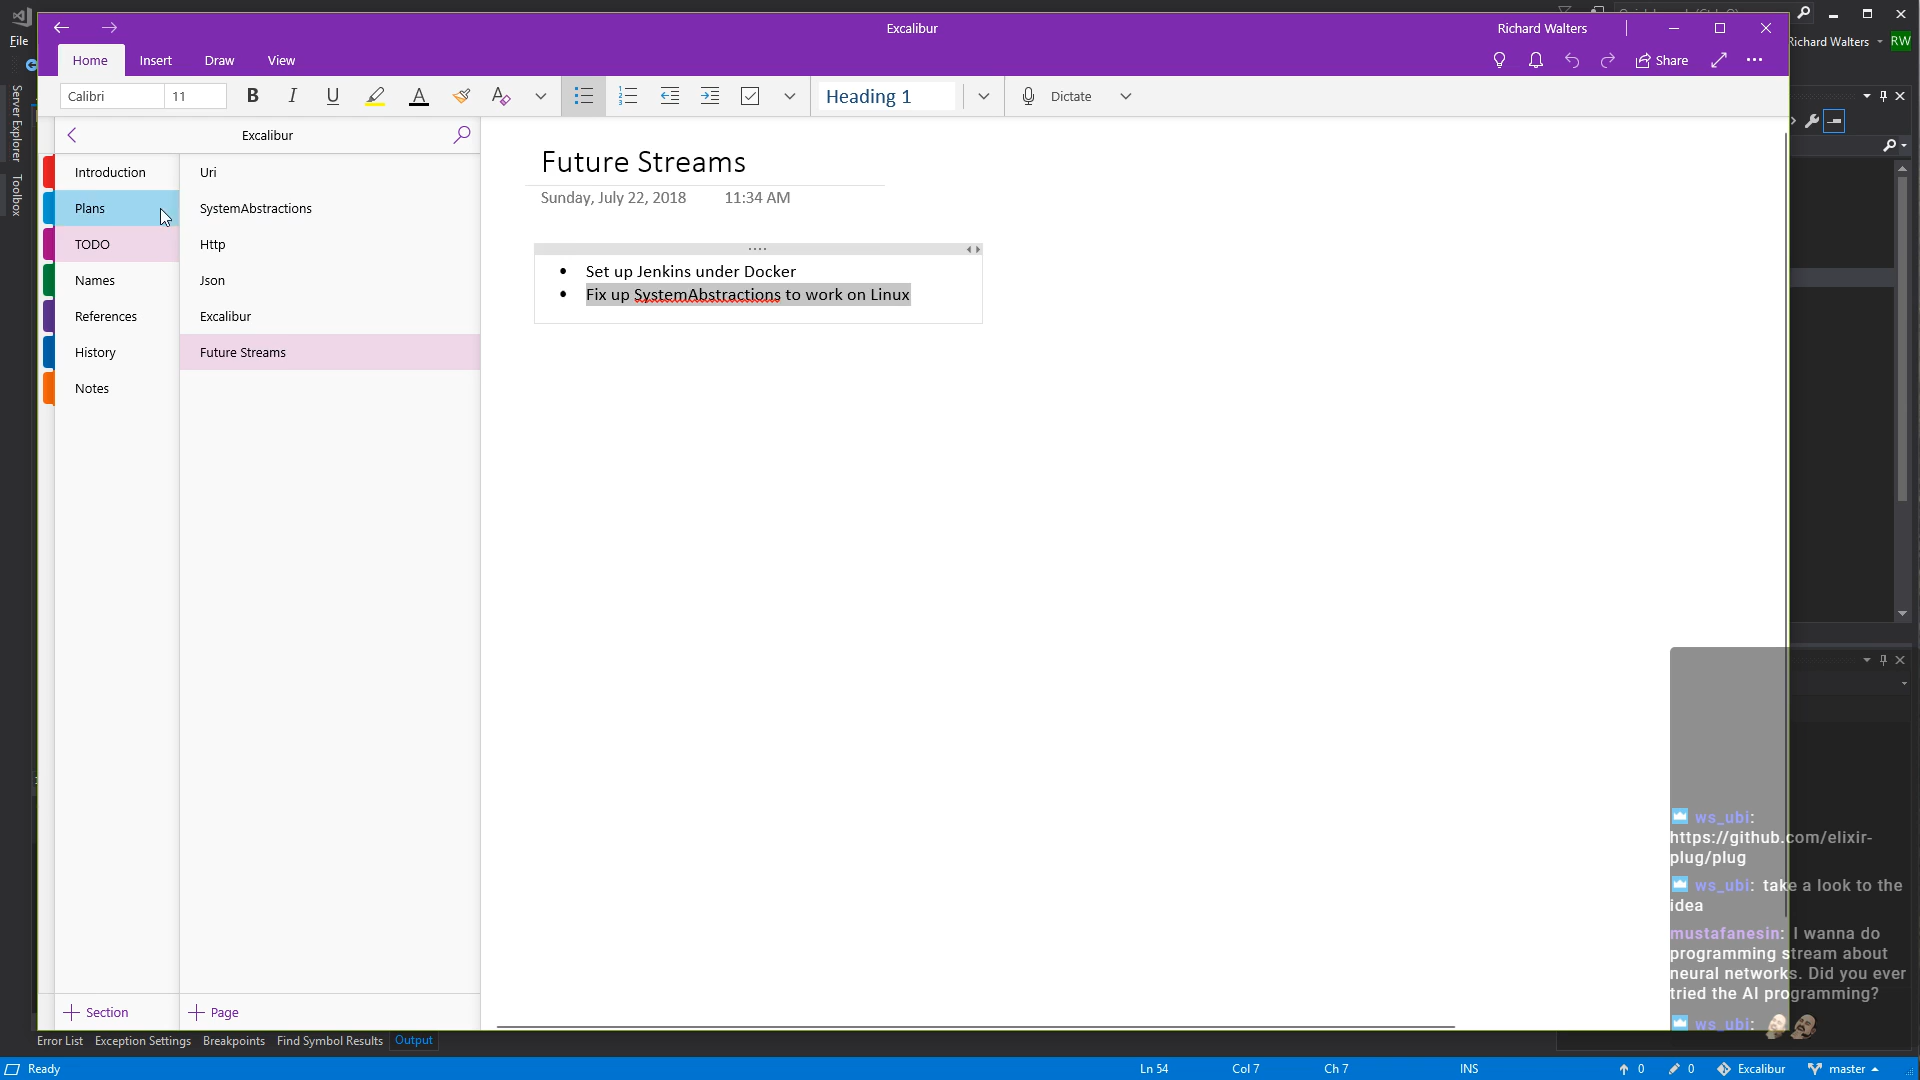 Excalibur
Richard Walters
File
Richard Walters
RW
Home
Insert
Draw
View
Share
Calibri
11
B
I
U
A
Heading 1
Dictate
Server Explorer
Toolbox
Excalibur
Introduction
Plans
TODO
Names
References
History
Notes
Uri
SystemAbstractions
Http
Json
Excalibur
Future Streams
Future Streams
Sunday, July 22, 2018
11:34 AM
• Set up Jenkins under Docker
• Fix up SystemAbstractions to work on Linux
ws_ubi:
https://github.com/elixir-
plug/plug
ws_ubi: take a look to the
idea
mustafanesin: I wanna do
programming stream about
neural networks. Did you ever
tried the AI programming?
ws_ubi:
+ Section
+ Page
Error List
Exception Settings
Breakpoints
Find Symbol Results
Output
Ready
Ln 54
Col 7
Ch 7
INS
0
0
Excalibur
master